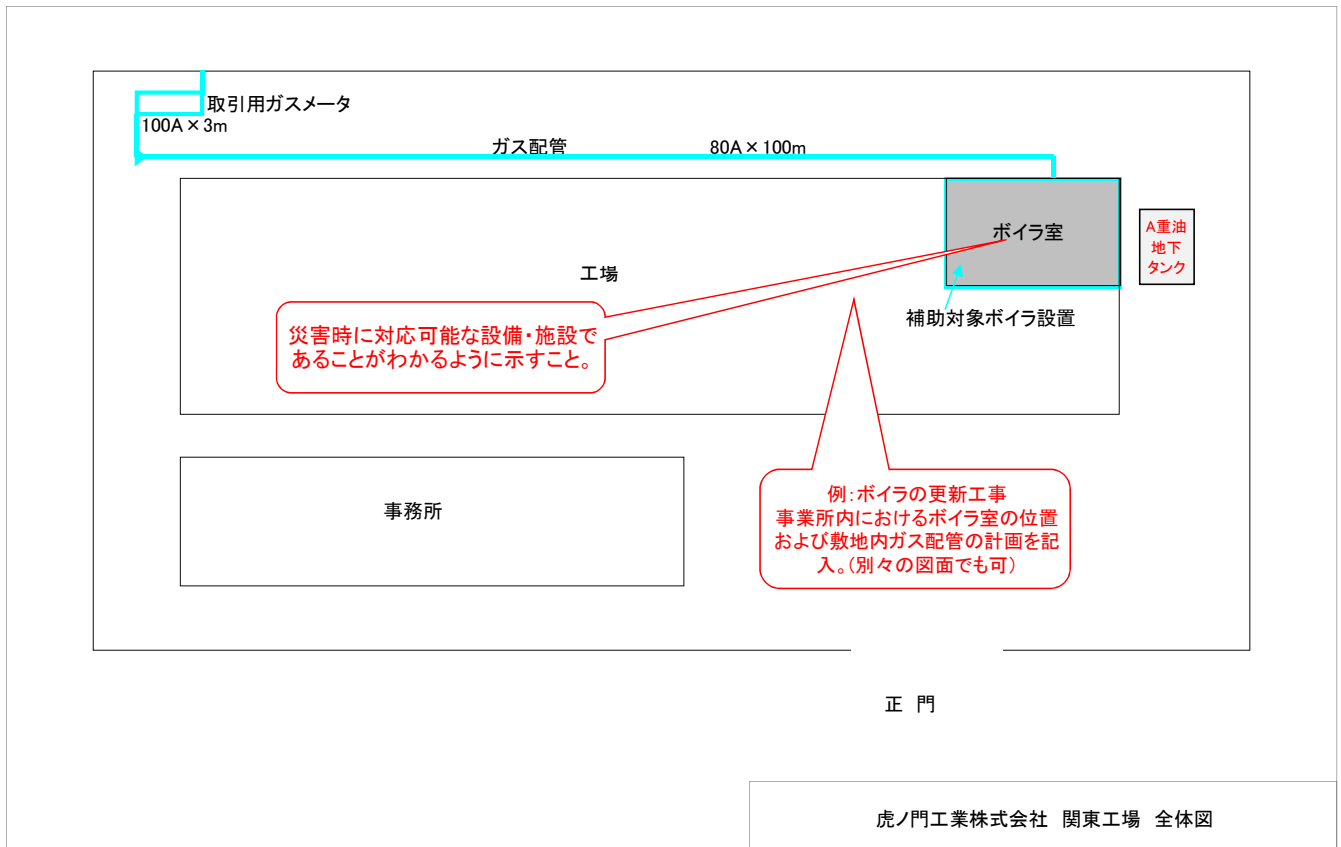 取引用ガスメータ
100A×3m
ガス配管
80A×100m
ボイラ室
A重油
地下
タンク
工場
補助対象ボイラ設置
災害時に対応可能な設備・施設で
あることがわかるように示すこと。
例：ボイラの更新工事
事業所内におけるボイラ室の位置
および敷地内ガス配管の計画を記
入。（別々の図面でも可）
事務所
正 門
虎ノ門工業株式会社 関東工場 全体図